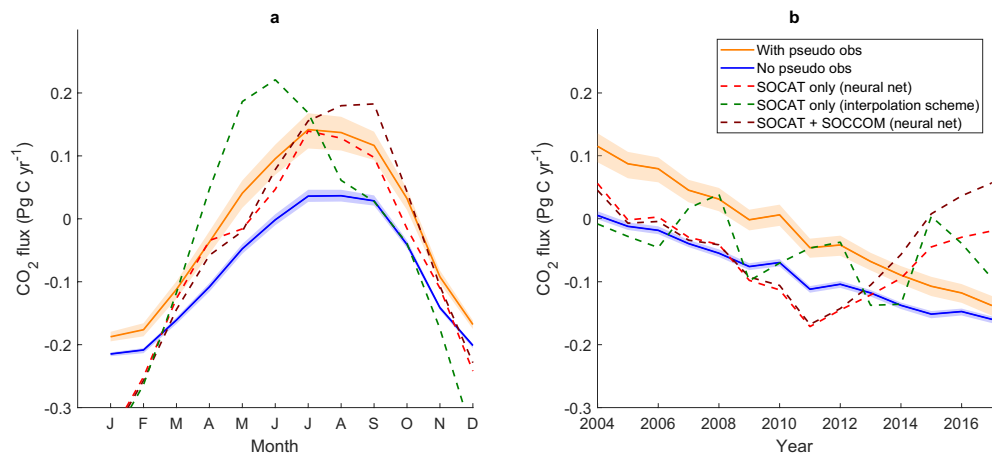 a
CO2 flux (Pg C yr-1)
0.2
0.1
0
-0.1
-0.2
-0.3
J F M A M J J A S O N D
Month
b
With pseudo obs
No pseudo obs
SOCAT only (neural net)
SOCAT only (interpolation scheme)
SOCAT + SOCCOM (neural net)
CO2 flux (Pg C yr-1)
0.2
0.1
0
-0.1
-0.2
-0.3
2004 2006 2008 2010 2012 2014 2016
Year